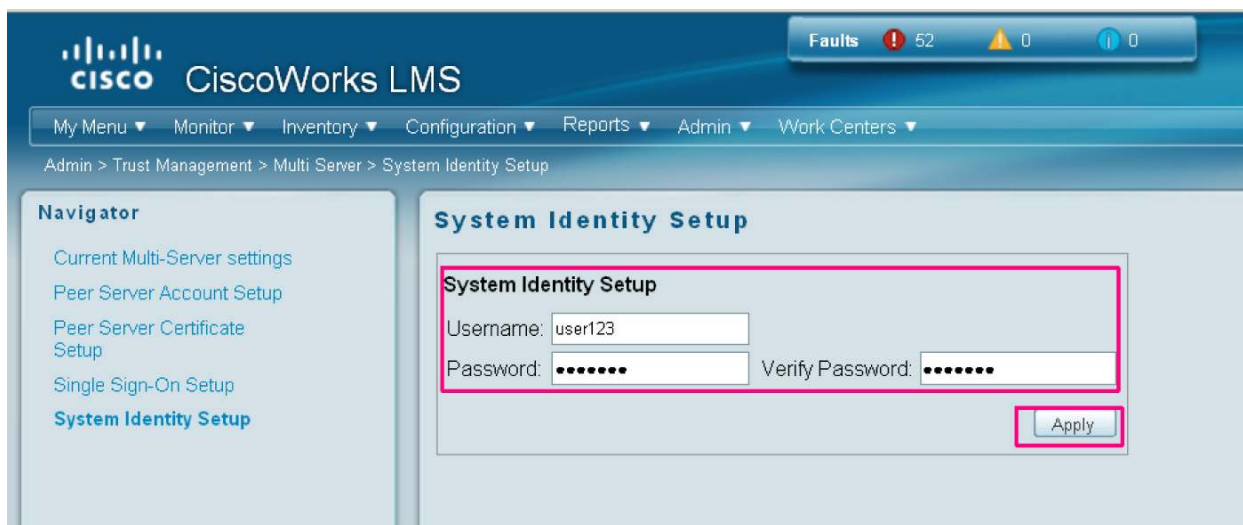 Faults 52 0 0
CISCO CiscoWorks LMS
My Menu Monitor Inventory Configuration Reports Admin Work Centers
Admin > Trust Management > Multi Server > System Identity Setup
Navigator
Current Multi-Server settings
Peer Server Account Setup
Peer Server Certificate
Setup
Single Sign-On Setup
System Identity Setup
System Identity Setup
System Identity Setup
Username: user123
Password: ●●●●●●● Verify Password: ●●●●●●●
Apply